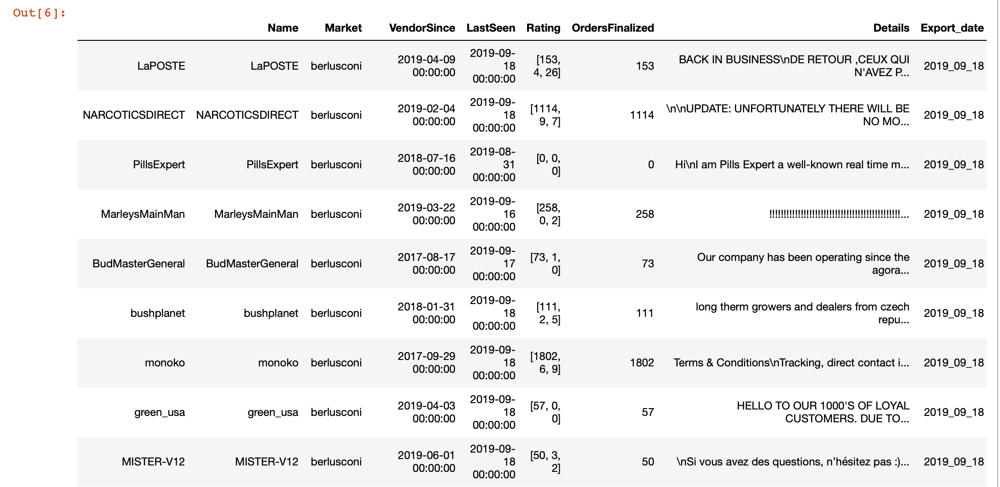 Out[6]:
Name Market VendorSince LastSeen Rating OrdersFinalized Details Export_date
LaPOSTE LaPOSTE berlusconi 2019-04-09 00:00:00 2019-09-18 00:00:00 [153, 4, 26] 153 BACK IN BUSINESS\nDE RETOUR ,CEUX QUI N'AVEZ P... 2019_09_18
NARCOTICSDIRECT NARCOTICSDIRECT berlusconi 2019-02-04 00:00:00 2019-09-18 00:00:00 [1114, 9, 7] 1114 \n\nUPDATE: UNFORTUNATELY THERE WILL BE NO MO... 2019_09_18
PillsExpert PillsExpert berlusconi 2018-07-16 00:00:00 2019-08-31 00:00:00 [0, 0, 0] 0 Hi\nI am Pills Expert a well-known real time m... 2019_09_18
MarleysMainMan MarleysMainMan berlusconi 2019-03-22 00:00:00 2019-09-16 00:00:00 [258, 0, 2] 258 !!!!!!!!!!!!!!!!!!!!!!!!!!!!!!!!!!!!!!!!!!!!!!!... 2019_09_18
BudMasterGeneral BudMasterGeneral berlusconi 2017-08-17 00:00:00 2019-09-17 00:00:00 [73, 1, 0] 73 Our company has been operating since the agora... 2019_09_18
bushplanet bushplanet berlusconi 2018-01-31 00:00:00 2019-09-18 00:00:00 [111, 2, 5] 111 long therm growers and dealers from czech repu... 2019_09_18
monoko monoko berlusconi 2017-09-29 00:00:00 2019-09-18 00:00:00 [1802, 6, 9] 1802 Terms & Conditions\nTracking, direct contact i... 2019_09_18
green_usa green_usa berlusconi 2019-04-03 00:00:00 2019-09-18 00:00:00 [57, 0, 0] 57 HELLO TO OUR 1000'S OF LOYAL CUSTOMERS. DUE TO... 2019_09_18
MISTER-V12 MISTER-V12 berlusconi 2019-06-01 00:00:00 2019-09-18 00:00:00 [50, 3, 2] 50 \nSi vous avez des questions, n’hésitez pas :)... 2019_09_18